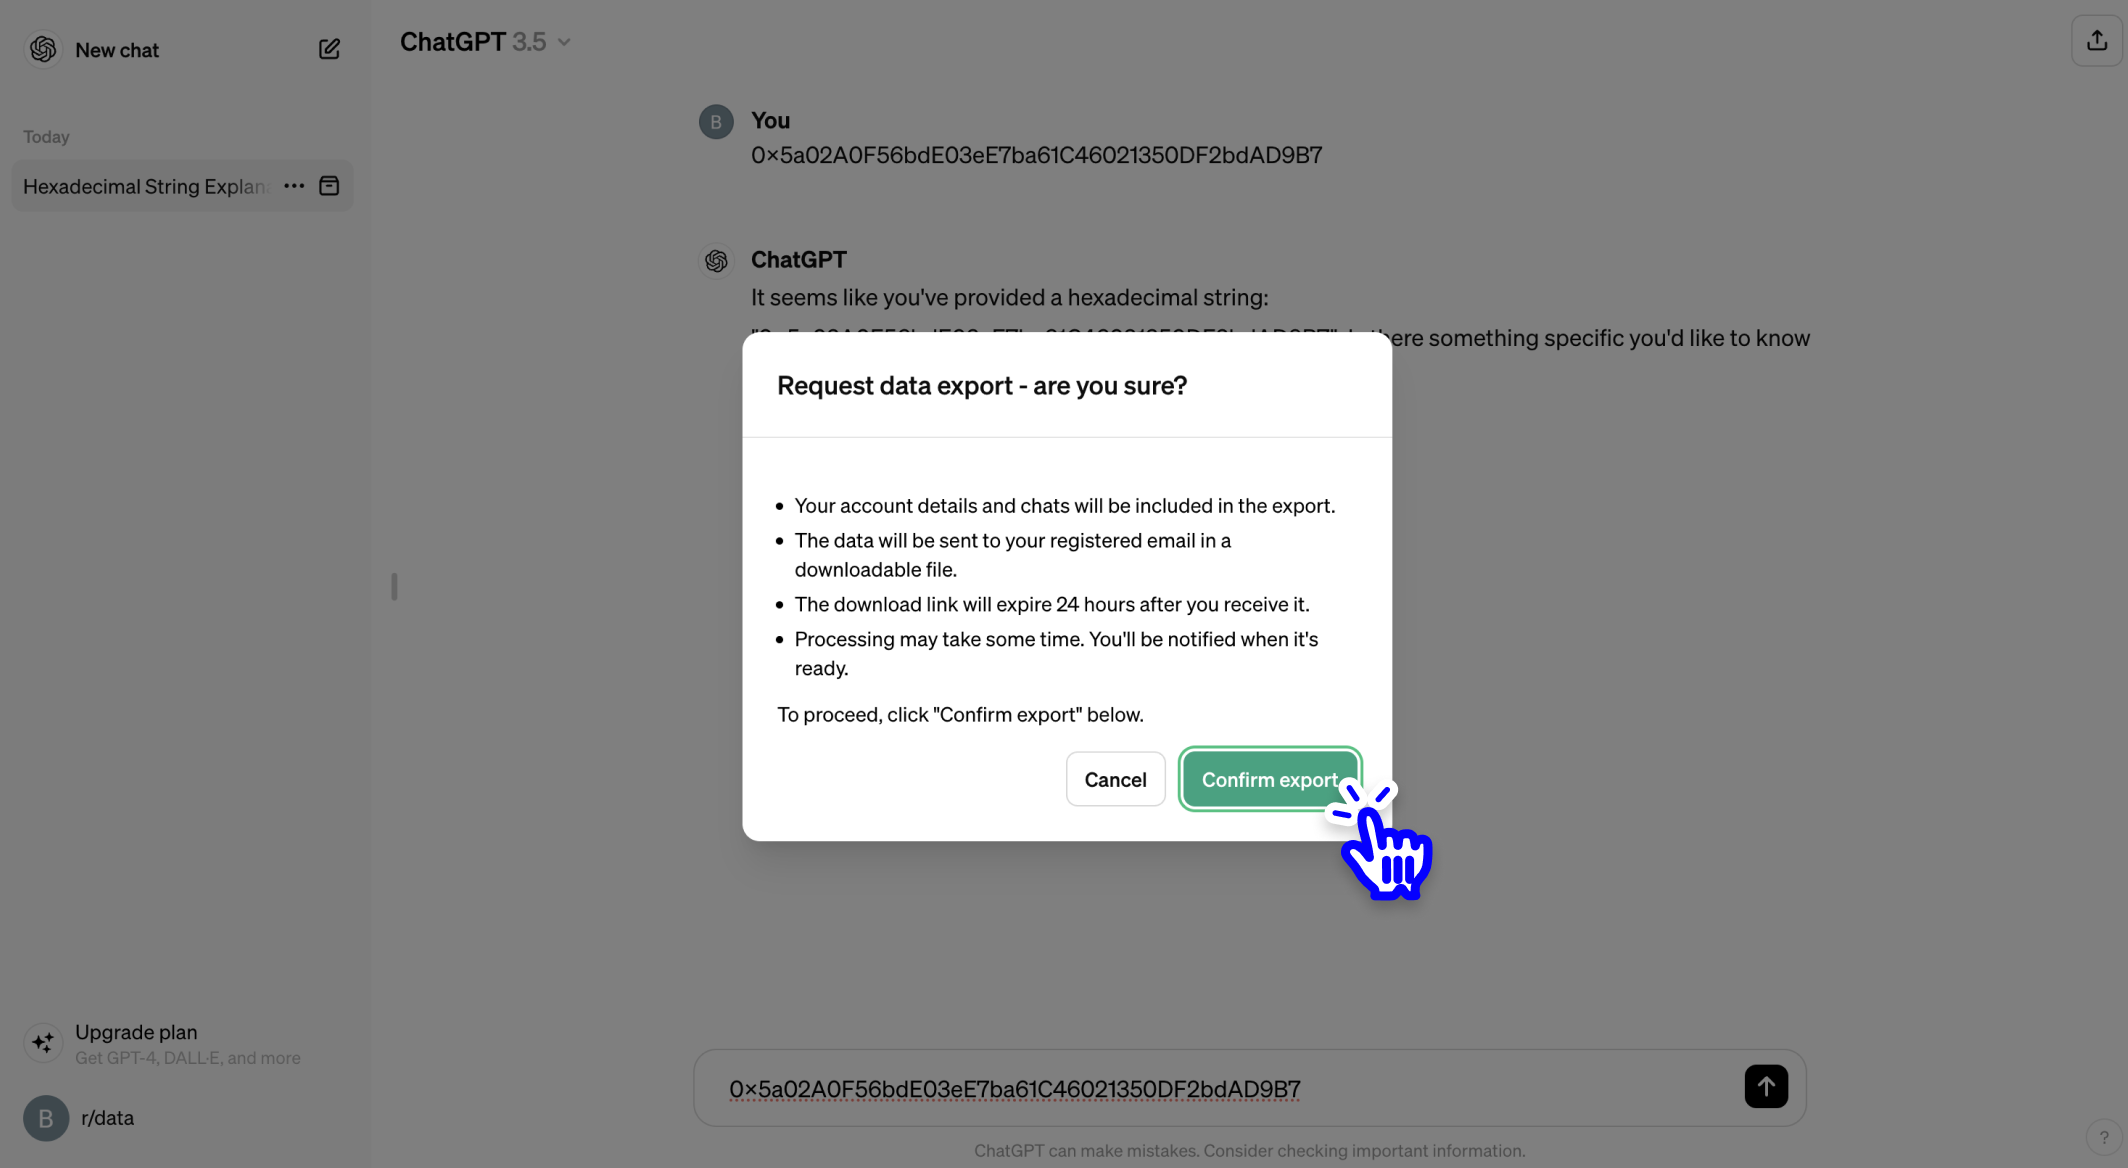 New chat
Today
Hexadecimal String Explan
Upgrade plan
Get GPT-4, DALL·E, and more
B
r/data
ChatGPT 3.5
B
You
0x5a02A0F56bdE03eE7ba61C46021350DF2bdAD9B7
ChatGPT
It seems like you've provided a hexadecimal string:
ere something specific you'd like to know
Request data export - are you sure?
• Your account details and chats will be included in the export.
• The data will be sent to your registered email in a
downloadable file.
• The download link will expire 24 hours after you receive it.
• Processing may take some time. You'll be notified when it's
ready.
To proceed, click "Confirm export" below.
Cancel
Confirm export
0x5a02A0F56bdE03eE7ba61C46021350DF2bdAD9B7
ChatGPT can make mistakes. Consider checking important information.
?